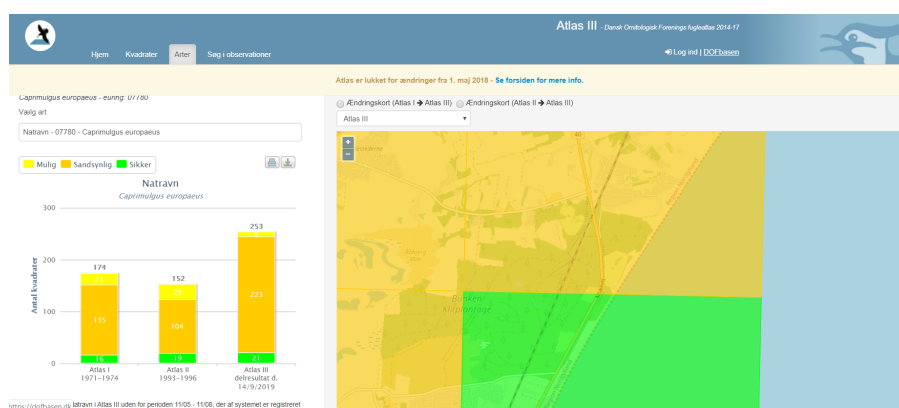 Atlas III - Dansk Ornitologisk Forenings fugleatlas 2014-17
Hjem Kvadrater Arter Søg i observationer
Log ind | DOFbasen
Atlas er lukket for ændringer fra 1. maj 2018 - Se forsiden for mere info.
Caprimulgus europaeus - euring: 07780
Vælg art
Natravn - 07780 - Caprimulgus europaeus
Mulig Sandsynlig Sikker
Natravn
Caprimulgus europaeus
Antal kvadrater
300
200
100
0
174
135
16
152
29
104
19
253
223
21
Atlas I
1971-1974
Atlas II
1993-1996
Atlas III
delresultat d.
14/9/2019
https://dofbasen.dk
latravn i Atlas III uden for perioden 11/05 - 11/08, der af systemet er registreret
Ændringskort (Atlas I → Atlas III) Ændringskort (Atlas II → Atlas III)
Atlas III
+
−
40
Bunken
Klitplantage